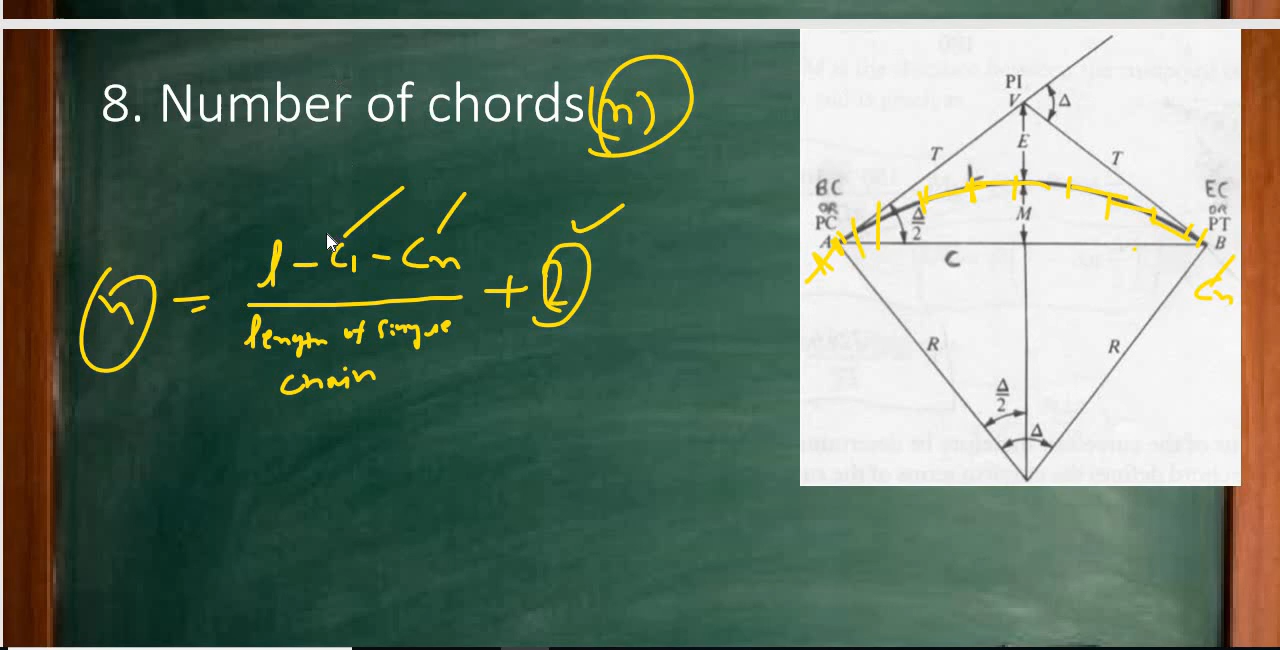 8. Number of chords (n)
n = l - C₁ - Cn + 2
length of single
chain
PI
V
Δ
E
T
T
BC
OR
PC
A
Δ/2
L
M
C
EC
OR
PT
B
Cn
R
R
Δ/2
Δ